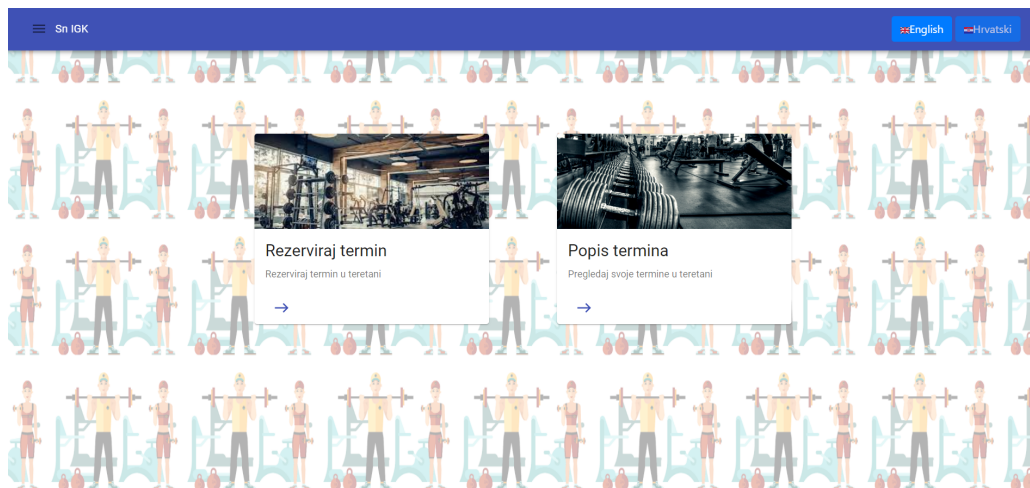 Sn IGK
English
Hrvatski
Rezerviraj termin
Rezerviraj termin u teretani
Popis termina
Pregledaj svoje termine u teretani